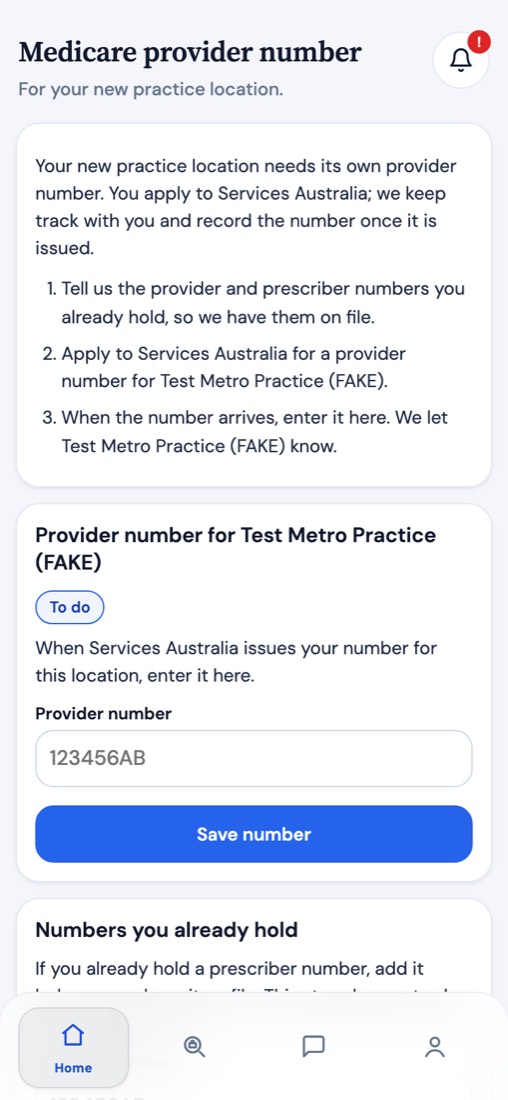 Medicare provider number
!
For your new practice location.
Your new practice location needs its own provider
number. You apply to Services Australia; we keep
track with you and record the number once it is
issued.
1. Tell us the provider and prescriber numbers you
already hold, so we have them on file.
2. Apply to Services Australia for a provider
number for Test Metro Practice (FAKE).
3. When the number arrives, enter it here. We let
Test Metro Practice (FAKE) know.
Provider number for Test Metro Practice
(FAKE)
To do
When Services Australia issues your number for
this location, enter it here.
Provider number
123456AB
Save number
Numbers you already hold
If you already hold a prescriber number, add it
Home